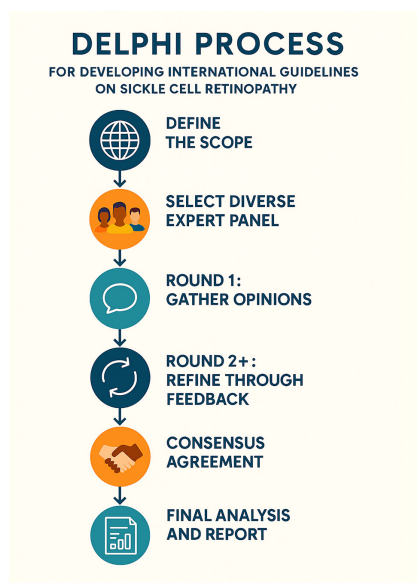 DELPHI PROCESS
FOR DEVELOPING INTERNATIONAL GUIDELINES
ON SICKLE CELL RETINOPATHY
DEFINE
THE SCOPE
SELECT DIVERSE
EXPERT PANEL
ROUND 1:
GATHER OPINIONS
ROUND 2+:
REFINE THROUGH
FEEDBACK
CONSENSUS
AGREEMENT
FINAL ANALYSIS
AND REPORT